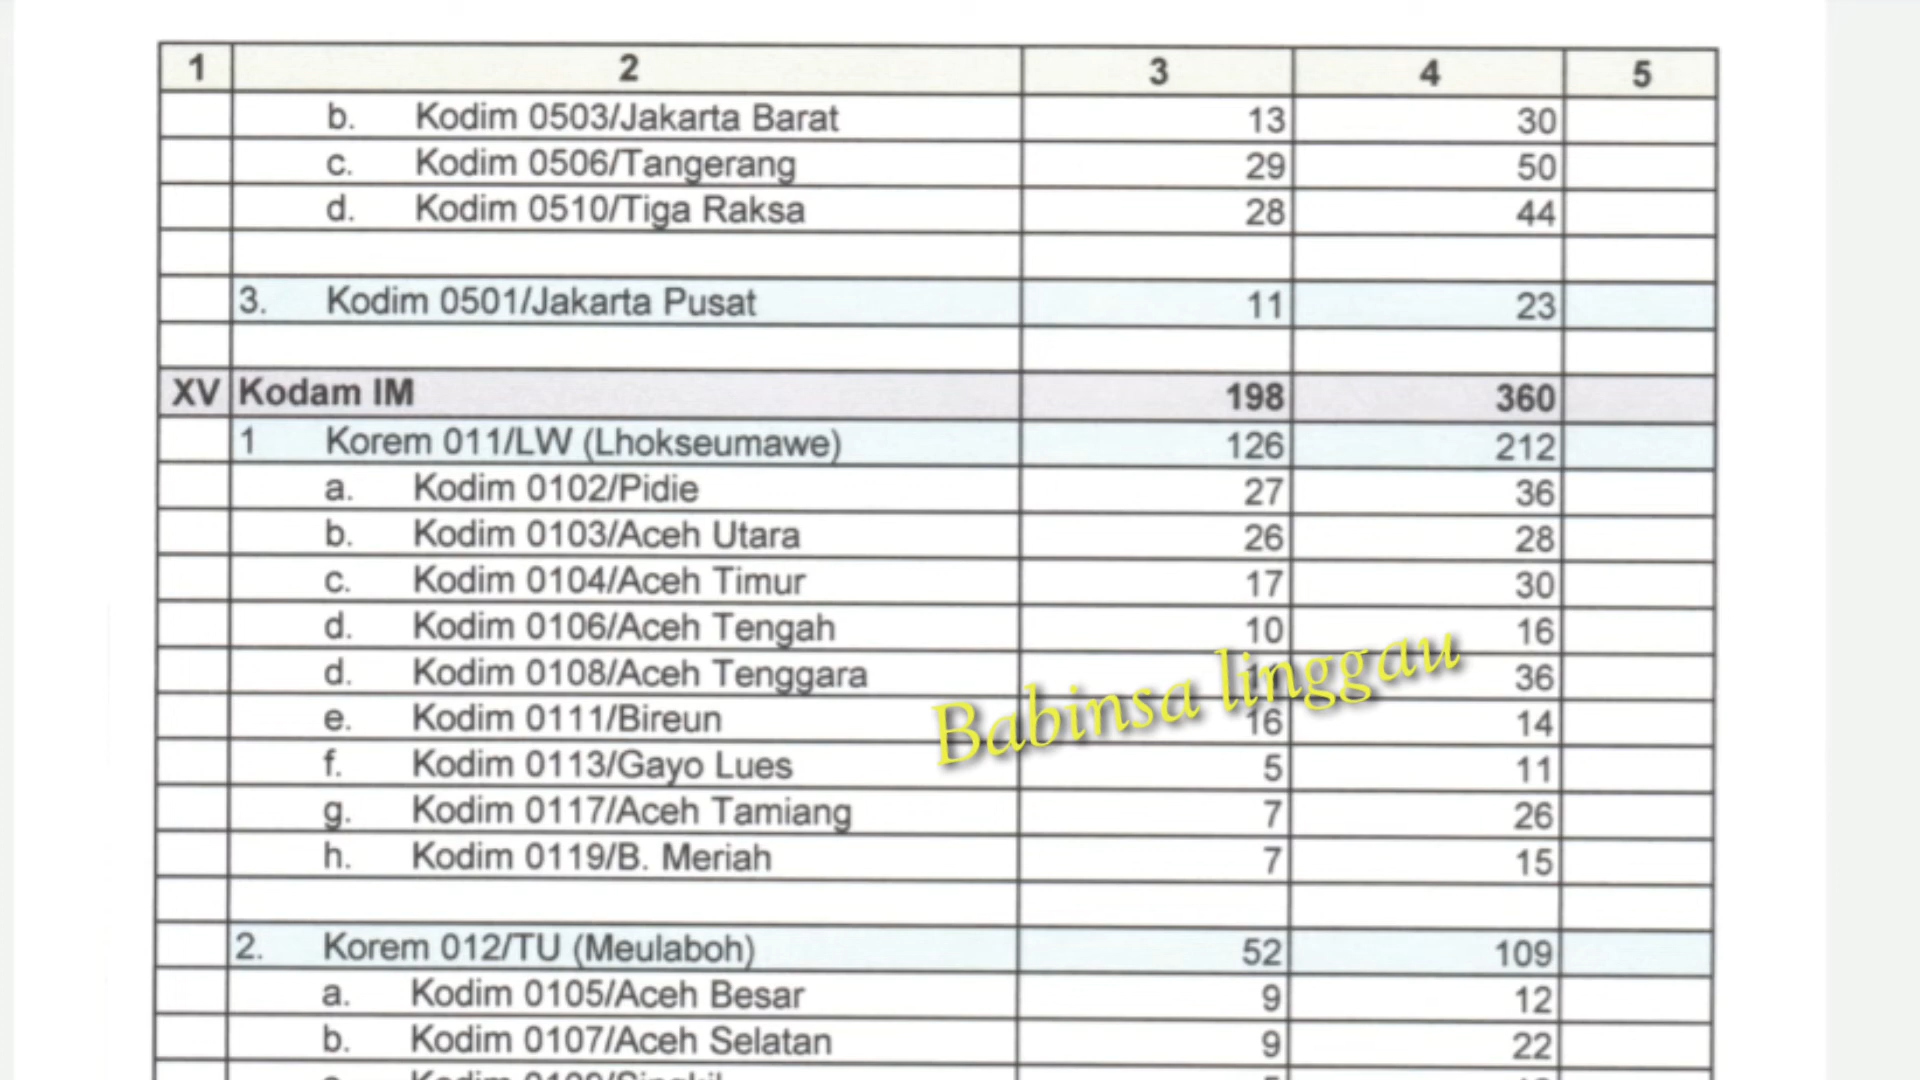 1 2 3 4 5
b. Kodim 0503/Jakarta Barat 13 30
c. Kodim 0506/Tangerang 29 50
d. Kodim 0510/Tiga Raksa 28 44
3. Kodim 0501/Jakarta Pusat 11 23
XV Kodam IM 198 360
1 Korem 011/LW (Lhokseumawe) 126 212
a. Kodim 0102/Pidie 27 36
b. Kodim 0103/Aceh Utara 26 28
c. Kodim 0104/Aceh Timur 17 30
d. Kodim 0106/Aceh Tengah 10 16
d. Kodim 0108/Aceh Tenggara 36
e. Kodim 0111/Bireun 16 14
f. Kodim 0113/Gayo Lues 5 11
g. Kodim 0117/Aceh Tamiang 7 26
h. Kodim 0119/B. Meriah 7 15
2. Korem 012/TU (Meulaboh) 52 109
a. Kodim 0105/Aceh Besar 9 12
b. Kodim 0107/Aceh Selatan 9 22
Babinsa linggau